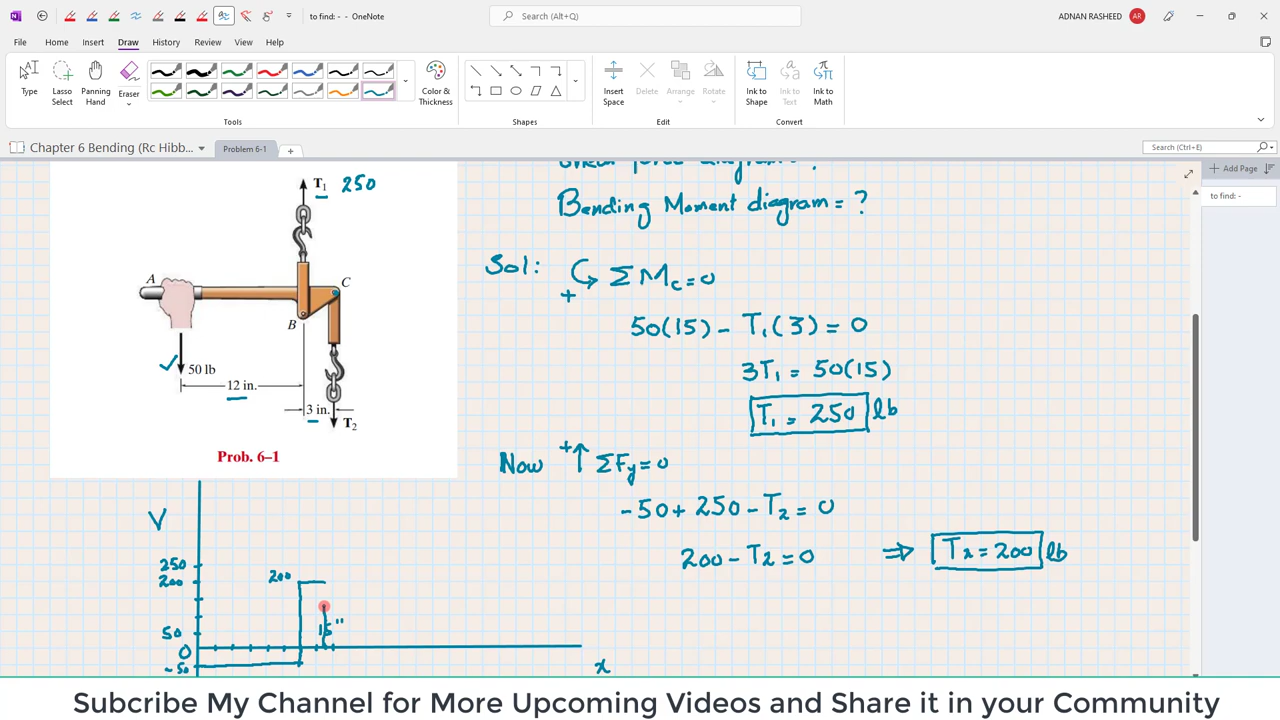 to find: - - OneNote
Search (Alt+Q)
ADNAN RASHEED
AR
File Home Insert Draw History Review View Help
Type
Lasso Select
Panning Hand
Eraser
Color & Thickness
Insert Space
Delete
Arrange
Rotate
Ink to Shape
Ink to Text
Ink to Math
Tools
Shapes
Edit
Convert
Chapter 6 Bending (Rc Hibb...
Problem 6-1
Search (Ctrl+E)
Add Page
to find: -
Shear force diagram = ?
Bending Moment diagram = ?
T1 250
A
C
B
50 lb
12 in.
3 in.
T2
Prob. 6–1
Sol: + ΣMc=0
50(15) - T1(3) = 0
3T1 = 50(15)
T1 = 250 lb
Now +↑ ΣFy=0
-50+250-T2=0
200-T2=0 ⇒ T2=200 lb
V
250
200
200
50
15"
0
-50
x
Subcribe My Channel for More Upcoming Videos and Share it in your Community